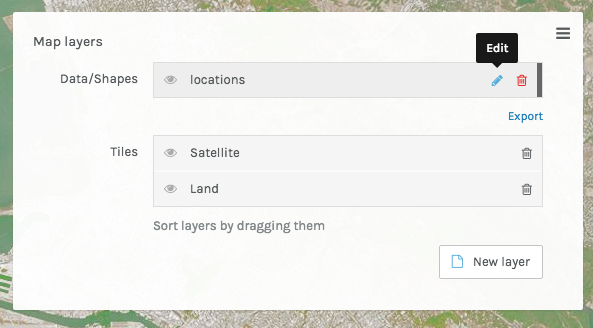 Map layers
Edit
Data/Shapes
locations
Export
Tiles
Satellite
Land
Sort layers by dragging them
New layer